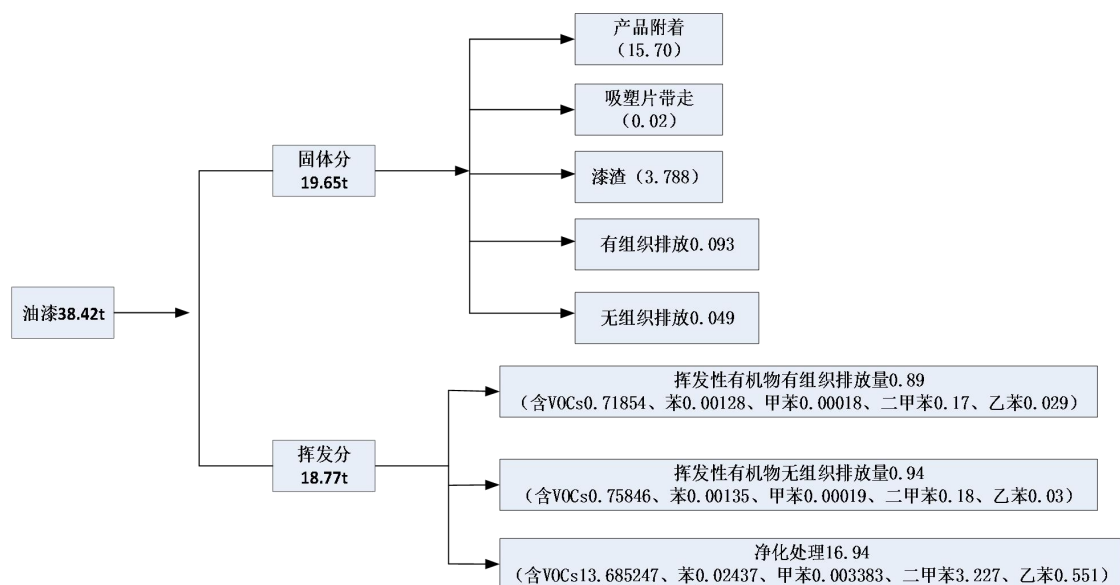 产品附着
（15.70）
吸塑片带走
（0.02）
固体分
19.65t
漆渣（3.788）
有组织排放0.093
油漆38.42t
无组织排放0.049
挥发性有机物有组织排放量0.89
（含VOCs0.71854、苯0.00128、甲苯0.00018、二甲苯0.17、乙苯0.029）
挥发分
18.77t
挥发性有机物无组织排放量0.94
（含VOCs0.75846、苯0.00135、甲苯0.00019、二甲苯0.18、乙苯0.03）
净化处理16.94
（含VOCs13.685247、苯0.02437、甲苯0.003383、二甲苯3.227、乙苯0.551）